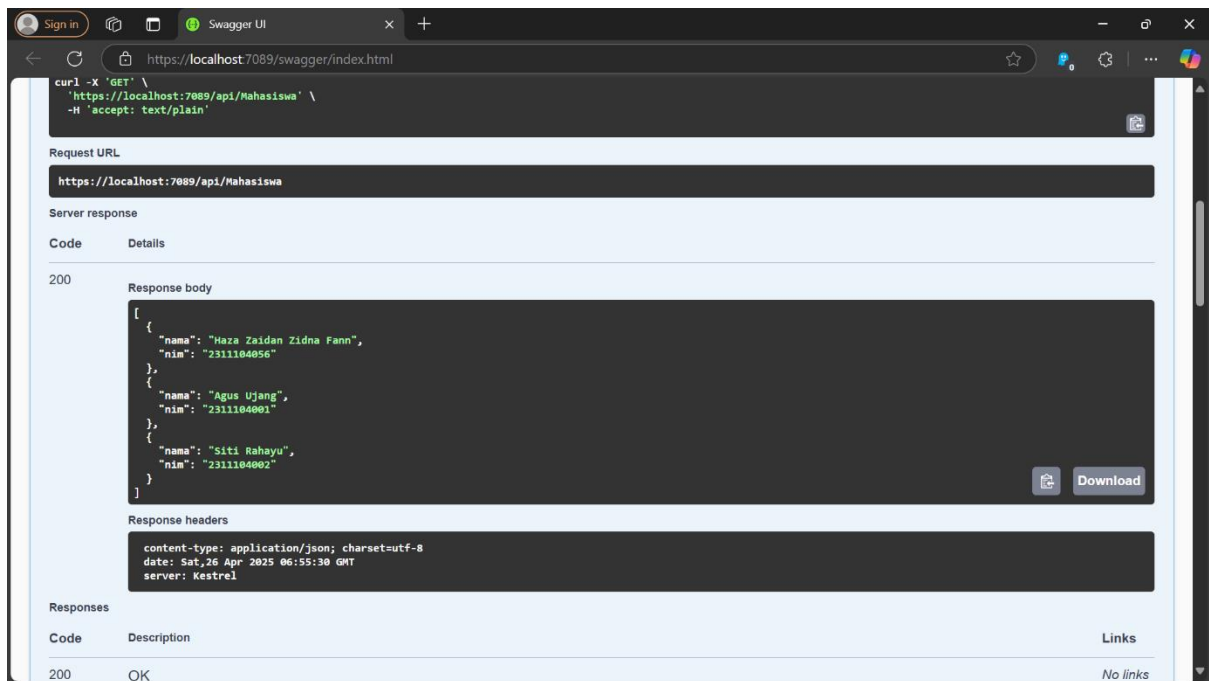 Sign in
Swagger UI
https://localhost:7089/swagger/index.html
0
curl -X 'GET' \
'https://localhost:7089/api/Mahasiswa' \
-H 'accept: text/plain'
Request URL
https://localhost:7089/api/Mahasiswa
Server response
Code Details
200
Response body
[
{
"nama": "Haza Zaidan Zidna Fann",
"nim": "2311104056"
},
{
"nama": "Agus Ujang",
"nim": "2311104001"
},
{
"nama": "Siti Rahayu",
"nim": "2311104002"
}
]
Download
Response headers
content-type: application/json; charset=utf-8
date: Sat,26 Apr 2025 06:55:30 GMT
server: Kestrel
Responses
Code Description Links
200 OK No links